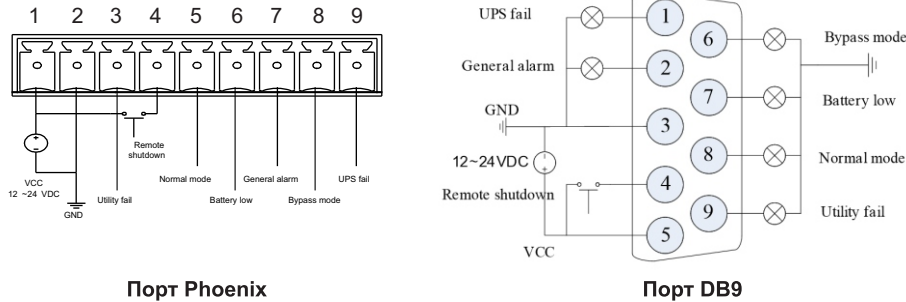 1 2 3 4 5 6 7 8 9
Remote
shutdown
VCC
12 ~24 VDC
GND
Utility fail
Normal mode
Battery low
General alarm
Bypass mode
UPS fail
Порт Phoenix
UPS fail
1
6
Bypass mode
General alarm
2
7
Battery low
GND
3
12~24VDC
8
Normal mode
Remote shutdown
4
9
Utility fail
5
VCC
Порт DB9